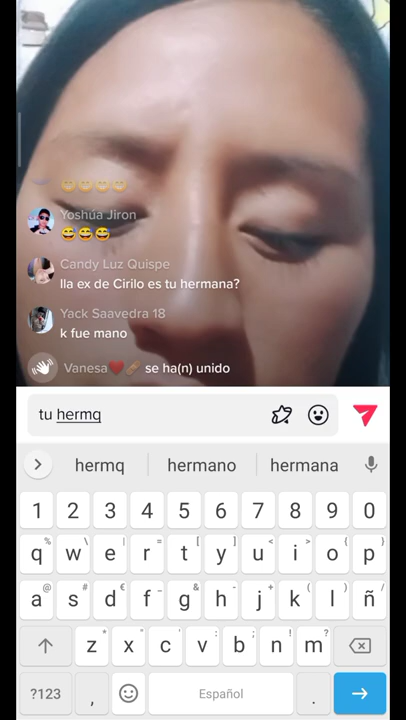 😁😁😁😁
Yoshúa Jiron
😅😅😅
Candy Luz Quispe
lla ex de Cirilo es tu hermana?
Yack Saavedra 18
k fue mano
Vanesa❤️🩹 se ha(n) unido
tu hermq
hermq hermano hermana
1 2 3 4 5 6 7 8 9 0
% \ | = [ ] < > { }
q w e r t y u i o p
@ # € _ & - + ( ) /
a s d f g h j k l ñ
* " ' : ; ! ?
z x c v b n m
?123 , Español .